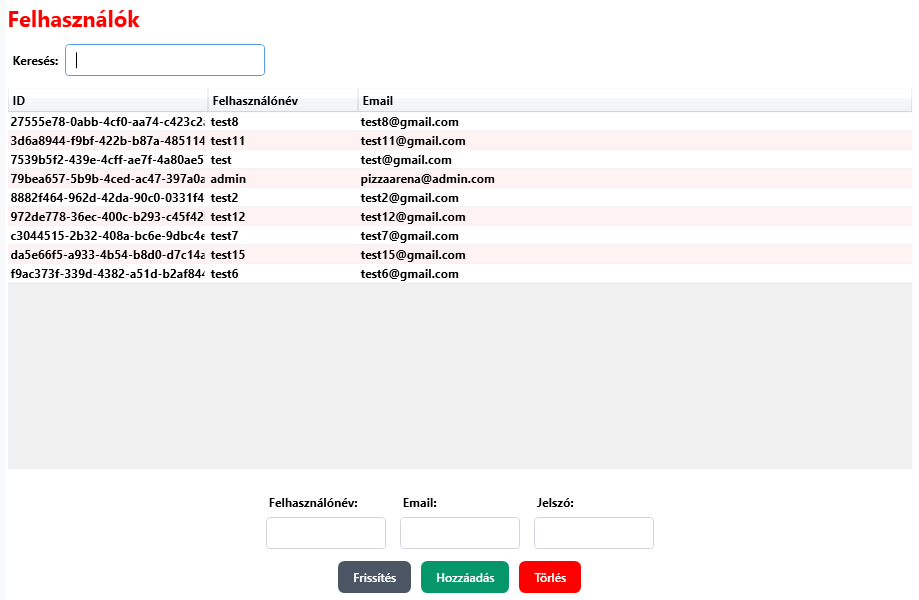 Felhasználók
Keresés:
ID Felhasználónév Email
27555e78-0abb-4cf0-aa74-c423c2 test8 test8@gmail.com
3d6a8944-f9bf-422b-b87a-485114 test11 test11@gmail.com
7539b5f2-439e-4cff-ae7f-4a80ae5 test test@gmail.com
79bea657-5b9b-4ced-ac47-397a0a admin pizzaarena@admin.com
8882f464-962d-42da-90c0-0331f4 test2 test2@gmail.com
972de778-36ec-400c-b293-c45f42 test12 test12@gmail.com
c3044515-2b32-408a-bc6e-9dbc4e test7 test7@gmail.com
da5e66f5-a933-4b54-b8d0-d7c14a test15 test15@gmail.com
f9ac373f-339d-4382-a51d-b2af844 test6 test6@gmail.com
Felhasználónév: Email: Jelszó:
Frissítés Hozzáadás Törlés